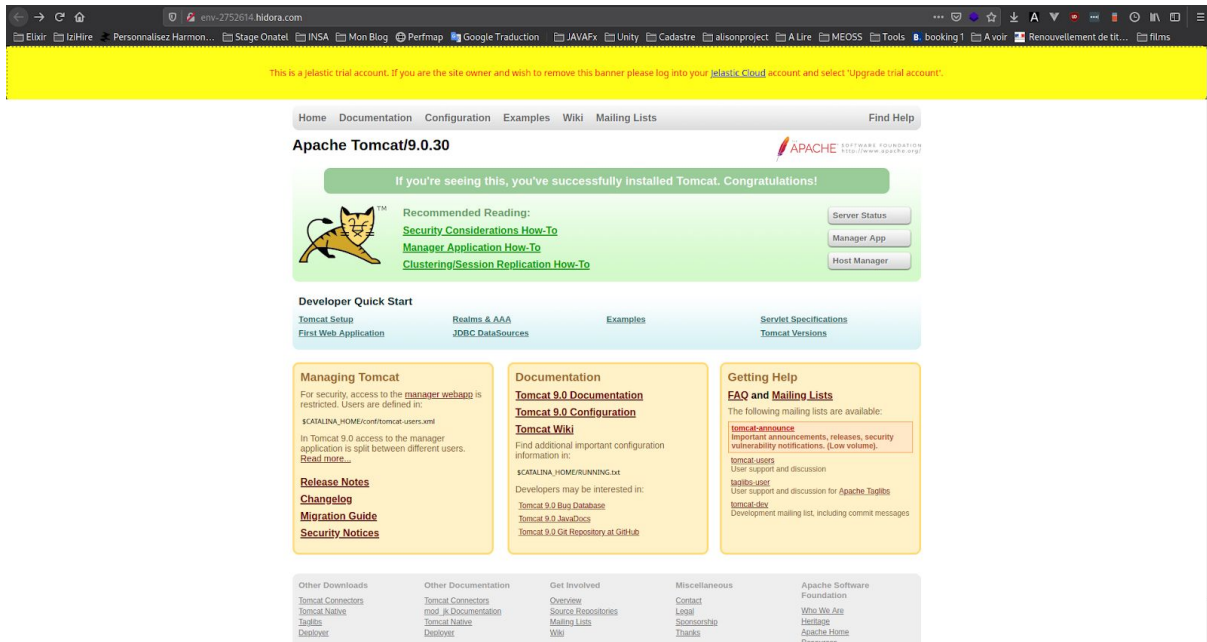 env-2752614.hidora.com
Elixir IziHire Personnalisez Harmon... Stage Onatel INSA Mon Blog Perfmap Google Traduction JAVAFx Unity Cadastre alisonproject A Lire MEOSS Tools booking 1 A voir Renouvellement de tit... films
This is a Jelastic trial account. If you are the site owner and wish to remove this banner please log into your Jelastic Cloud account and select 'Upgrade trial account'.
Home Documentation Configuration Examples Wiki Mailing Lists Find Help
Apache Tomcat/9.0.30
APACHE SOFTWARE FOUNDATION
http://www.apache.org/
If you're seeing this, you've successfully installed Tomcat. Congratulations!
TM
Recommended Reading:
Security Considerations How-To
Manager Application How-To
Clustering/Session Replication How-To
Server Status
Manager App
Host Manager
Developer Quick Start
Tomcat Setup Realms & AAA Examples Servlet Specifications
First Web Application JDBC DataSources Tomcat Versions
Managing Tomcat
For security, access to the manager webapp is
restricted. Users are defined in:
$CATALINA_HOME/conf/tomcat-users.xml
In Tomcat 9.0 access to the manager
application is split between different users.
Read more...
Release Notes
Changelog
Migration Guide
Security Notices
Documentation
Tomcat 9.0 Documentation
Tomcat 9.0 Configuration
Tomcat Wiki
Find additional important configuration
information in:
$CATALINA_HOME/RUNNING.txt
Developers may be interested in:
Tomcat 9.0 Bug Database
Tomcat 9.0 JavaDocs
Tomcat 9.0 Git Repository at GitHub
Getting Help
FAQ and Mailing Lists
The following mailing lists are available:
tomcat-announce
Important announcements, releases, security
vulnerability notifications. (Low volume).
tomcat-users
User support and discussion
taglibs-user
User support and discussion for Apache Taglibs
tomcat-dev
Development mailing list, including commit messages
Other Downloads
Tomcat Connectors
Tomcat Native
Taglibs
Deployer
Other Documentation
Tomcat Connectors
mod_jk Documentation
Tomcat Native
Deployer
Get Involved
Overview
Source Repositories
Mailing Lists
Wiki
Miscellaneous
Contact
Legal
Sponsorship
Thanks
Apache Software
Foundation
Who We Are
Heritage
Apache Home
Resources